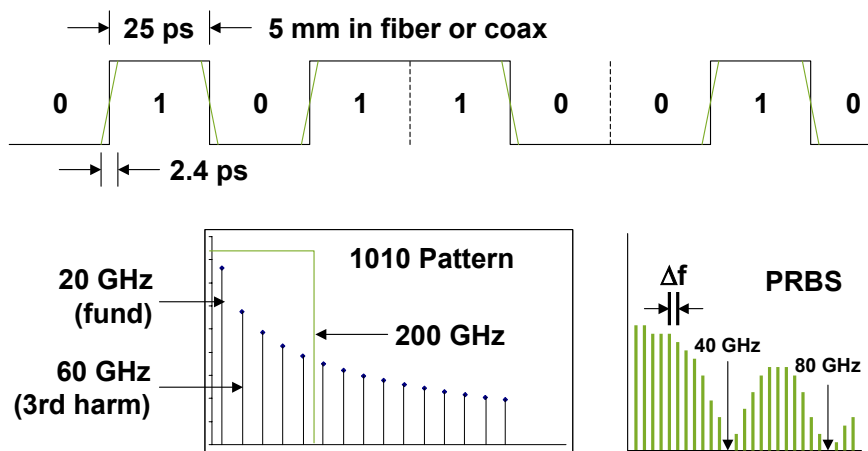 25 ps
5 mm in fiber or coax
0 1 0 1 1 0 0 1 0
2.4 ps
1010 Pattern
20 GHz
(fund)
200 GHz
60 GHz
(3rd harm)
Δf
PRBS
40 GHz
80 GHz